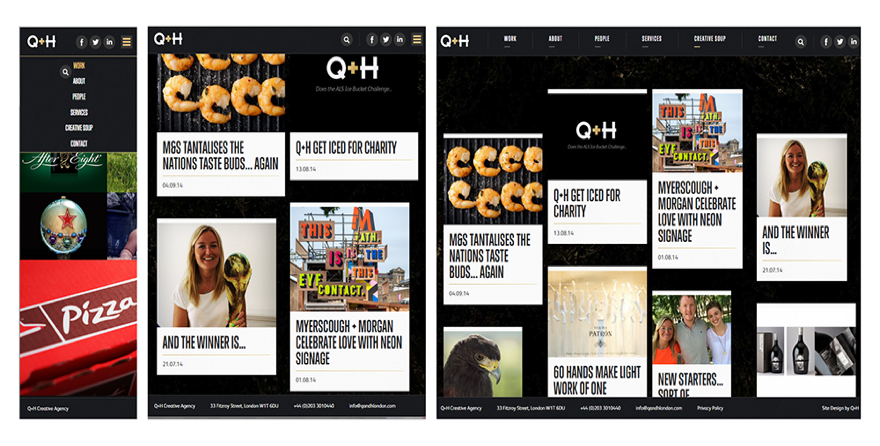 Q+H
WORK
ABOUT
PEOPLE
SERVICES
CREATIVE SOUP
CONTACT
After Eight
Pizza
Q+H Creative Agency
Q+H
Q+H
Does the ALS Ice Bucket Challenge...
M&S TANTALISES THE
NATIONS TASTE BUDS... AGAIN
04.09.14
Q+H GET ICED FOR CHARITY
13.08.14
THIS
PATH
IS
IS
THE
EYE
THIS
CONTACT.
AND THE WINNER IS...
21.07.14
MYERSCOUGH + MORGAN
CELEBRATE LOVE WITH NEON
SIGNAGE
01.08.14
Q+H Creative Agency 33 Fitzroy Street, London W1T 6DU +44 (0)203 3010440 info@qandhlondon.com
Q+H WORK ABOUT PEOPLE SERVICES CREATIVE SOUP CONTACT
M&S TANTALISES THE
NATIONS TASTE
BUDS... AGAIN
04.09.14
Q+H
Does the ALS Ice Bucket Challenge...
Q+H GET ICED FOR
CHARITY
13.08.14
PATRÓN
60 HANDS MAKE LIGHT
WORK OF ONE
THIS
PATH
IS
THE
EYE
CONTACT.
MYERSCOUGH +
MORGAN CELEBRATE
LOVE WITH NEON
SIGNAGE
01.08.14
NEW STARTERS...
SORT OF
AND THE WINNER
IS...
21.07.14
Q+H Creative Agency 33 Fitzroy Street, London W1T 6DU +44 (0)203 3010440 info@qandhlondon.com Privacy Policy Site Design by Q+H